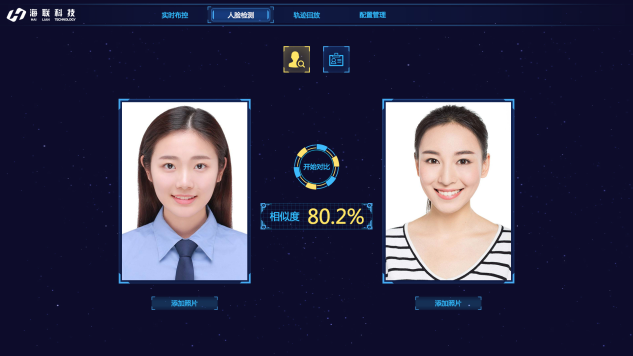 海联科技
HAI LIAN TECHNOLOGY
实时布控 人脸检测 轨迹回放 配置管理
开始对比
相似度 80.2%
添加照片 添加照片